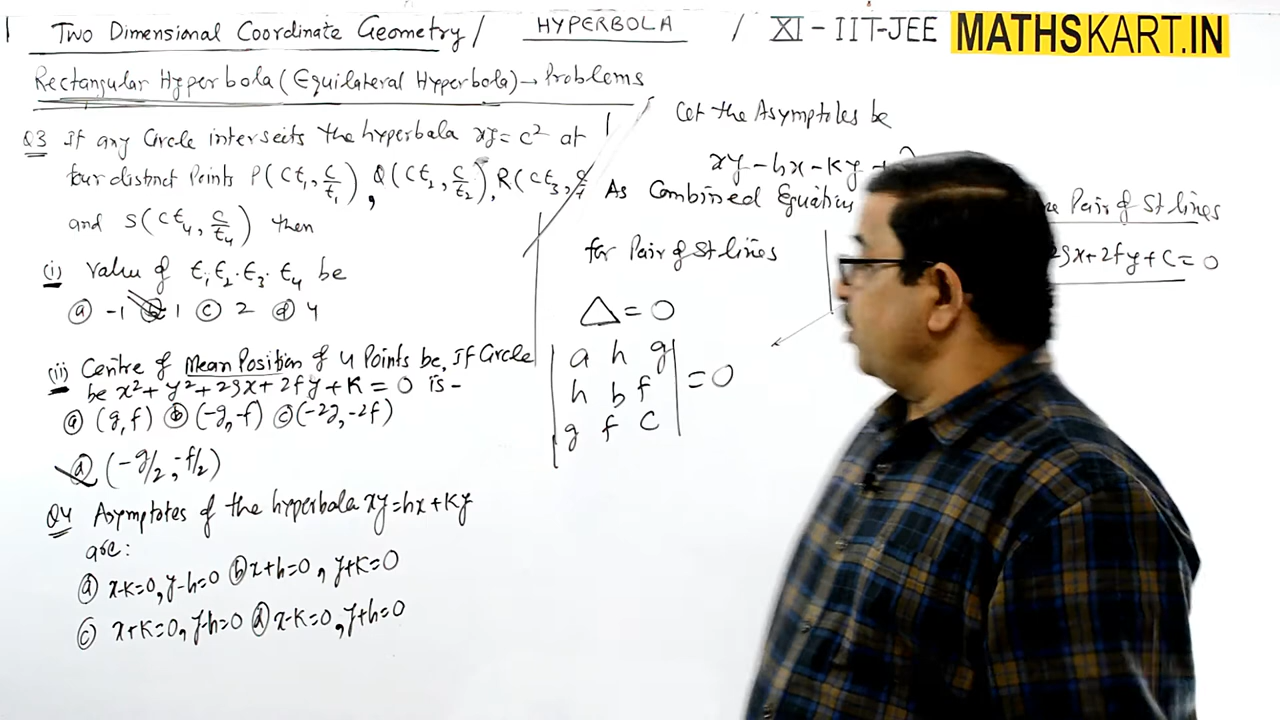 Two Dimensional Coordinate Geometry / HYPERBOLA / XI - IIT-JEE MATHSKART.IN
Rectangular Hyperbola (Equilateral Hyperbola) → Problems
Q3 If any Circle intersects the hyperbola xy = c² at
four distinct Points P(ct₁, c/t₁), Q(ct₂, c/t₂), R(ct₃, c/
and S(ct₄, c/t₄) then
(i) Value of t₁ t₂ . t₃ . t₄ be
(a) -1 (b) 1 (c) 2 (d) 4
(ii) Centre of Mean Position of 4 Points be, If Circle
be x² + y² + 2gx + 2fy + K = 0 is -
(a) (g, f) (b) (-g, -f) (c) (-2g, -2f)
(d) (-g/2, -f/2)
Q4 Asymptotes of the hyperbola xy = hx + Ky
are:
(a) x-K=0, y-h=0 (b) x+h=0, y+K=0
(c) x+K=0, y-h=0 (d) x-K=0, y+h=0
Let the Asymptotes be
xy - hx - Ky +
As Combined Equation
Pair of St lines
for Pair of St lines
2gx + 2fy + C = 0
△ = 0
a h g
h b f = 0
g f c